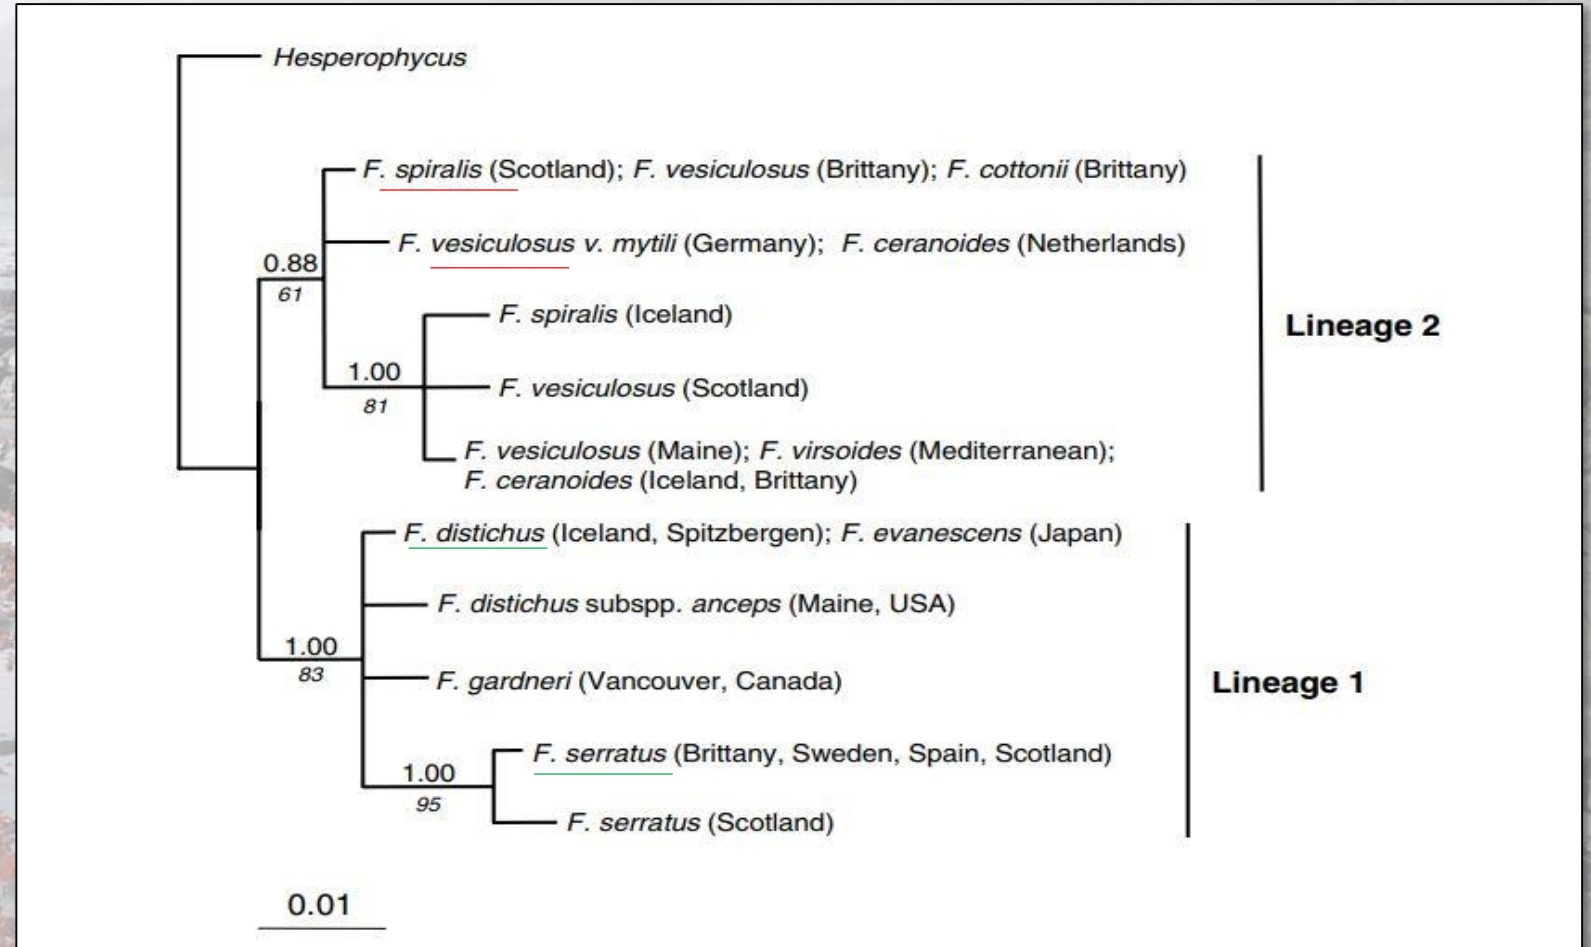 Hesperophycus
F. spiralis (Scotland); F. vesiculosus (Brittany); F. cottonii (Brittany)
F. vesiculosus v. mytili (Germany); F. ceranoides (Netherlands)
0.88
61
F. spiralis (Iceland)
Lineage 2
1.00
81
F. vesiculosus (Scotland)
F. vesiculosus (Maine); F. virsoides (Mediterranean);
F. ceranoides (Iceland, Brittany)
F. distichus (Iceland, Spitzbergen); F. evanescens (Japan)
F. distichus subspp. anceps (Maine, USA)
1.00
83
F. gardneri (Vancouver, Canada)
Lineage 1
F. serratus (Brittany, Sweden, Spain, Scotland)
1.00
95
F. serratus (Scotland)
0.01